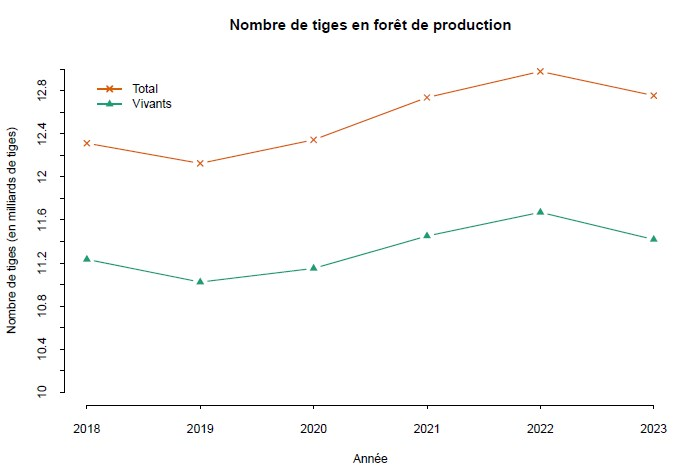 Nombre de tiges en forêt de production
Total
Vivants
Nombre de tiges (en milliards de tiges)
12.8
12.4
12
11.6
11.2
10.8
10.4
10
2018 2019 2020 2021 2022 2023
Année